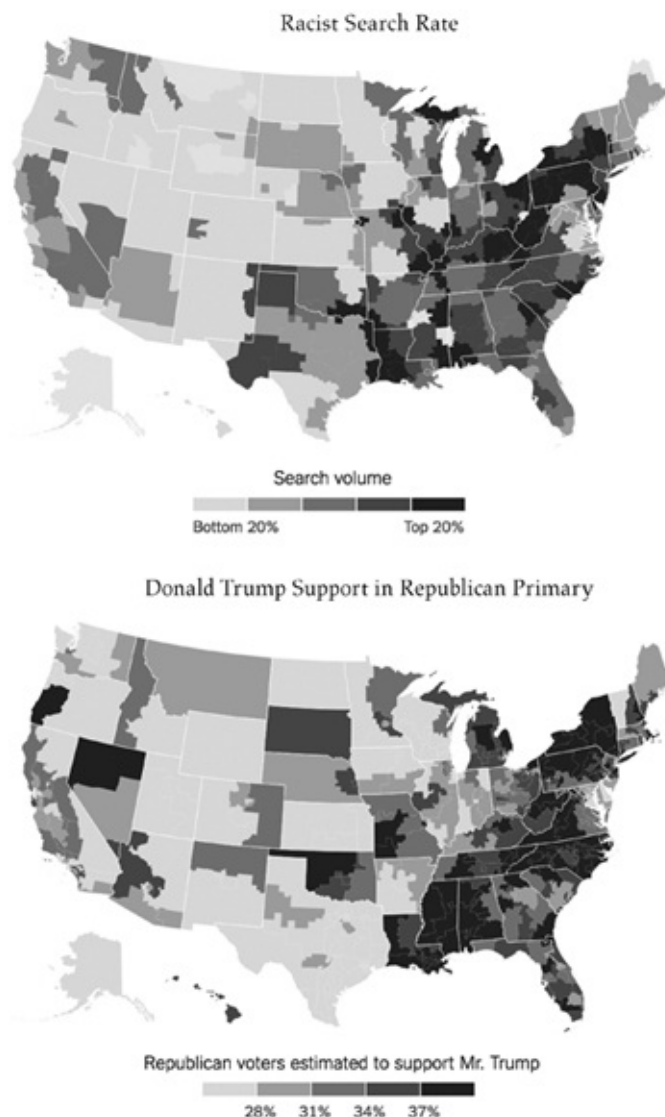 Racist Search Rate
Search volume
Bottom 20% Top 20%
Donald Trump Support in Republican Primary
Republican voters estimated to support Mr. Trump
28% 31% 34% 37%